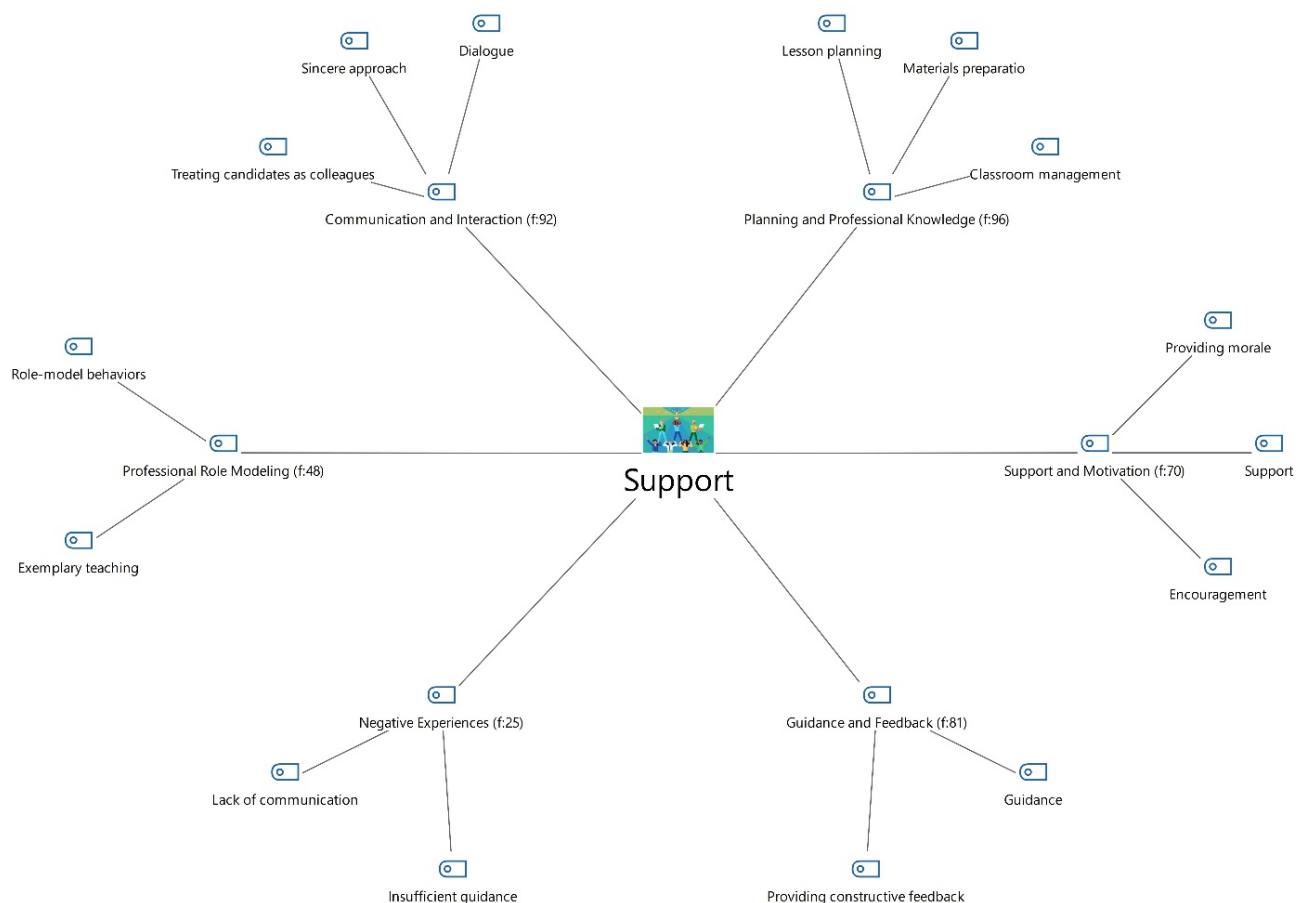 Dialogue
Sincere approach
Treating candidates as colleagues
Communication and Interaction (f:92)
Lesson planning
Materials preparatio
Classroom management
Planning and Professional Knowledge (f:96)
Role-model behaviors
Professional Role Modeling (f:48)
Exemplary teaching
Support
Providing morale
Support and Motivation (f:70)
Support
Encouragement
Negative Experiences (f:25)
Lack of communication
Insufficient guidance
Guidance and Feedback (f:81)
Guidance
Providing constructive feedback